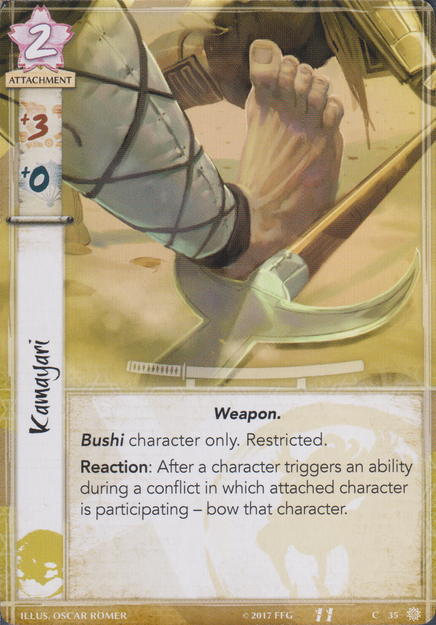 2
ATTACHMENT
+3
+0
Kamayari
Weapon.
Bushi character only. Restricted.
Reaction: After a character triggers an ability
during a conflict in which attached character
is participating – bow that character.
ILLUS. OSCAR RÖMER
© 2017 FFG
C 35